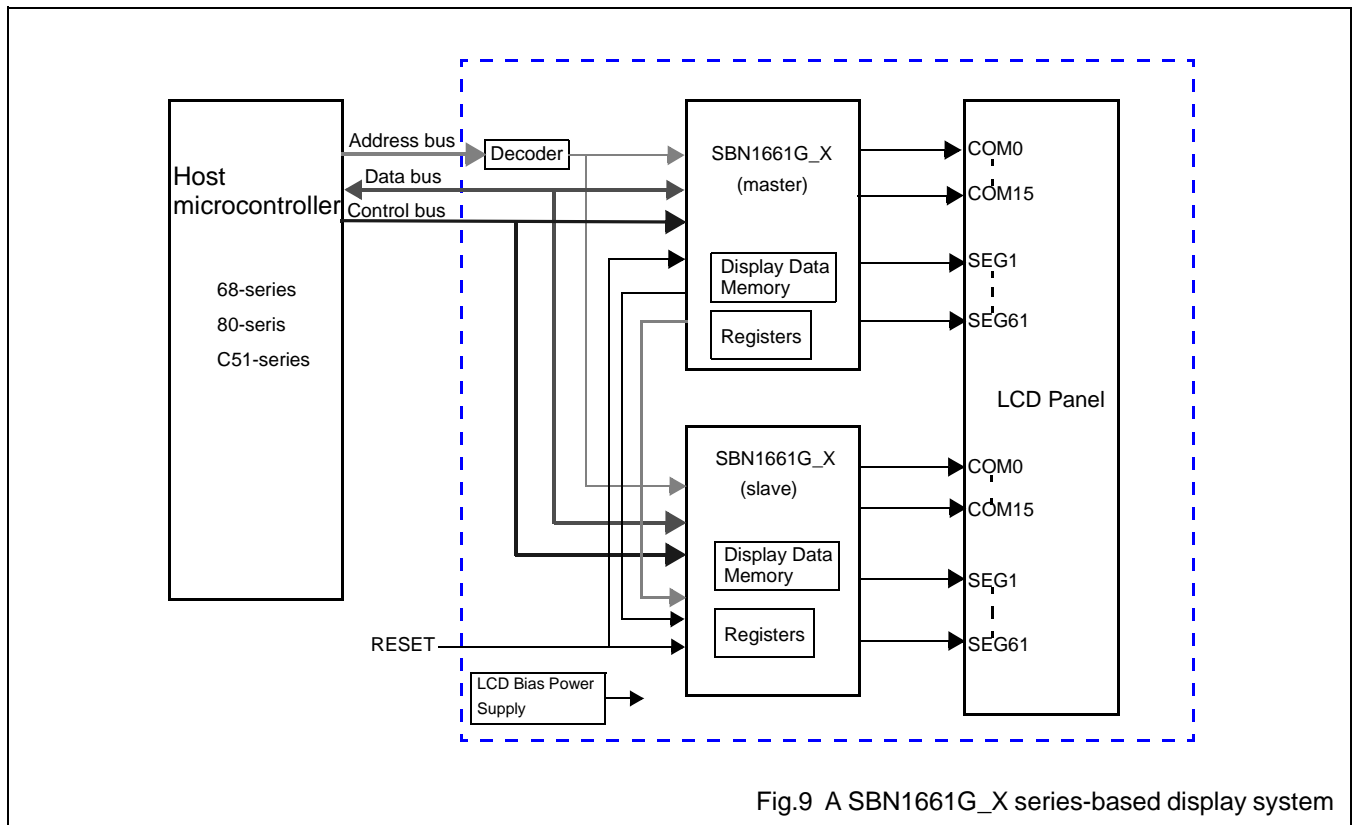 Host
microcontroller
68-series
80-seris
C51-series
Address bus
Data bus
Control bus
Decoder
SBN1661G_X
(master)
Display Data
Memory
Registers
SBN1661G_X
(slave)
Display Data
Memory
Registers
RESET
LCD Bias Power
Supply
COM0
COM15
SEG1
SEG61
LCD Panel
COM0
COM15
SEG1
SEG61
Fig.9 A SBN1661G_X series-based display system